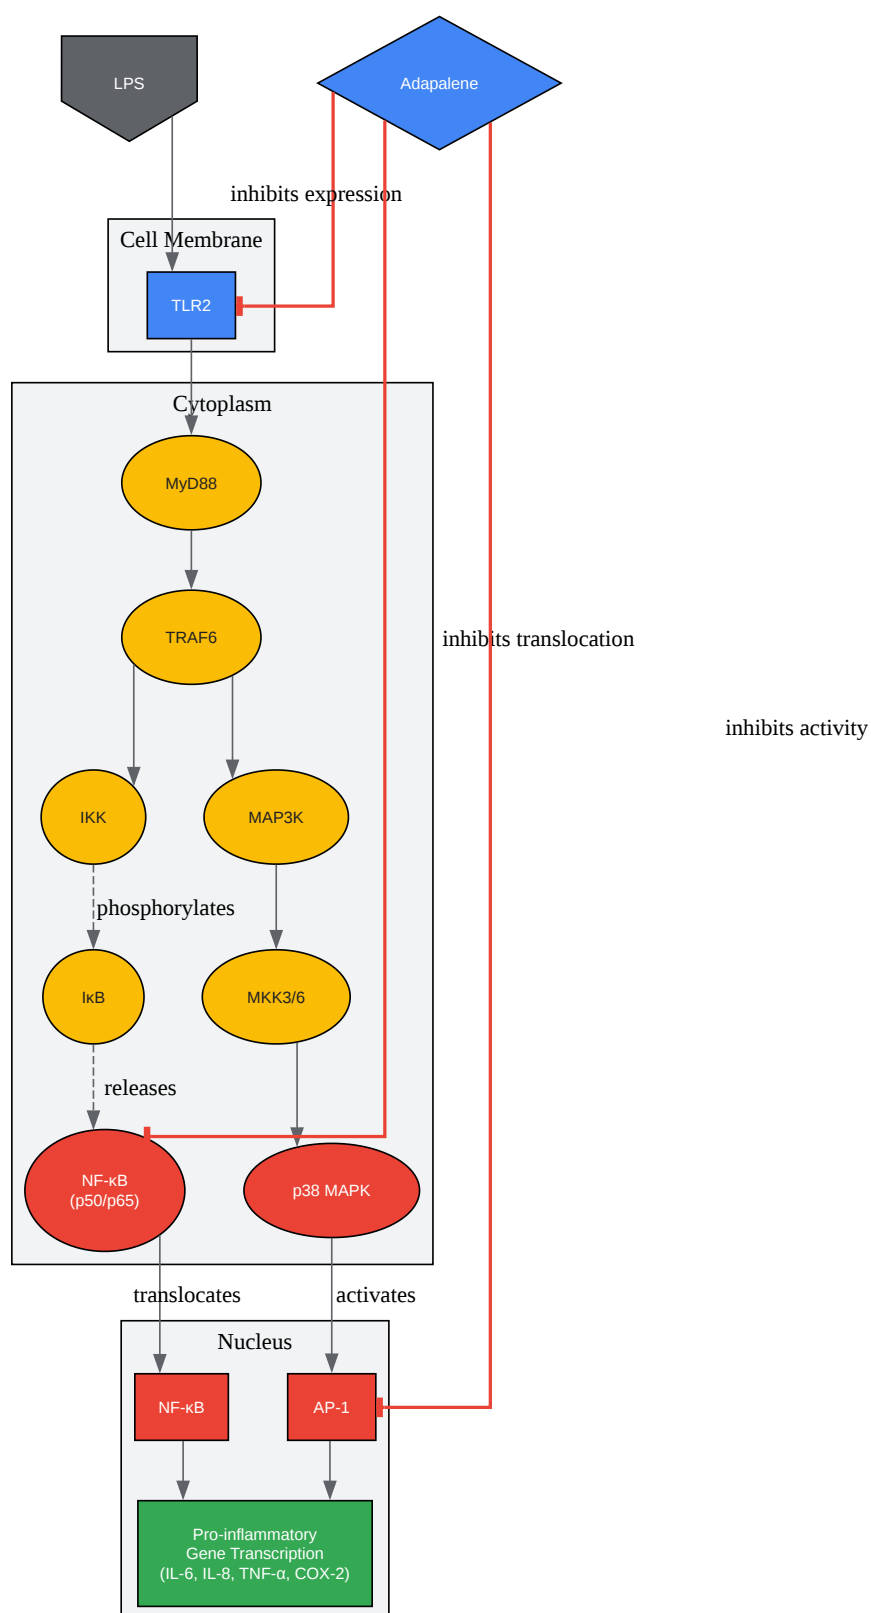 LPS
Adapalene
inhibits expression
Cell Membrane
TLR2
Cytoplasm
MyD88
TRAF6
inhibits translocation
inhibits activity
IKK
MAP3K
phosphorylates
IκB
MKK3/6
releases
NF-κB
(p50/p65)
p38 MAPK
translocates
activates
Nucleus
NF-κB
AP-1
Pro-inflammatory
Gene Transcription
(IL-6, IL-8, TNF-α, COX-2)